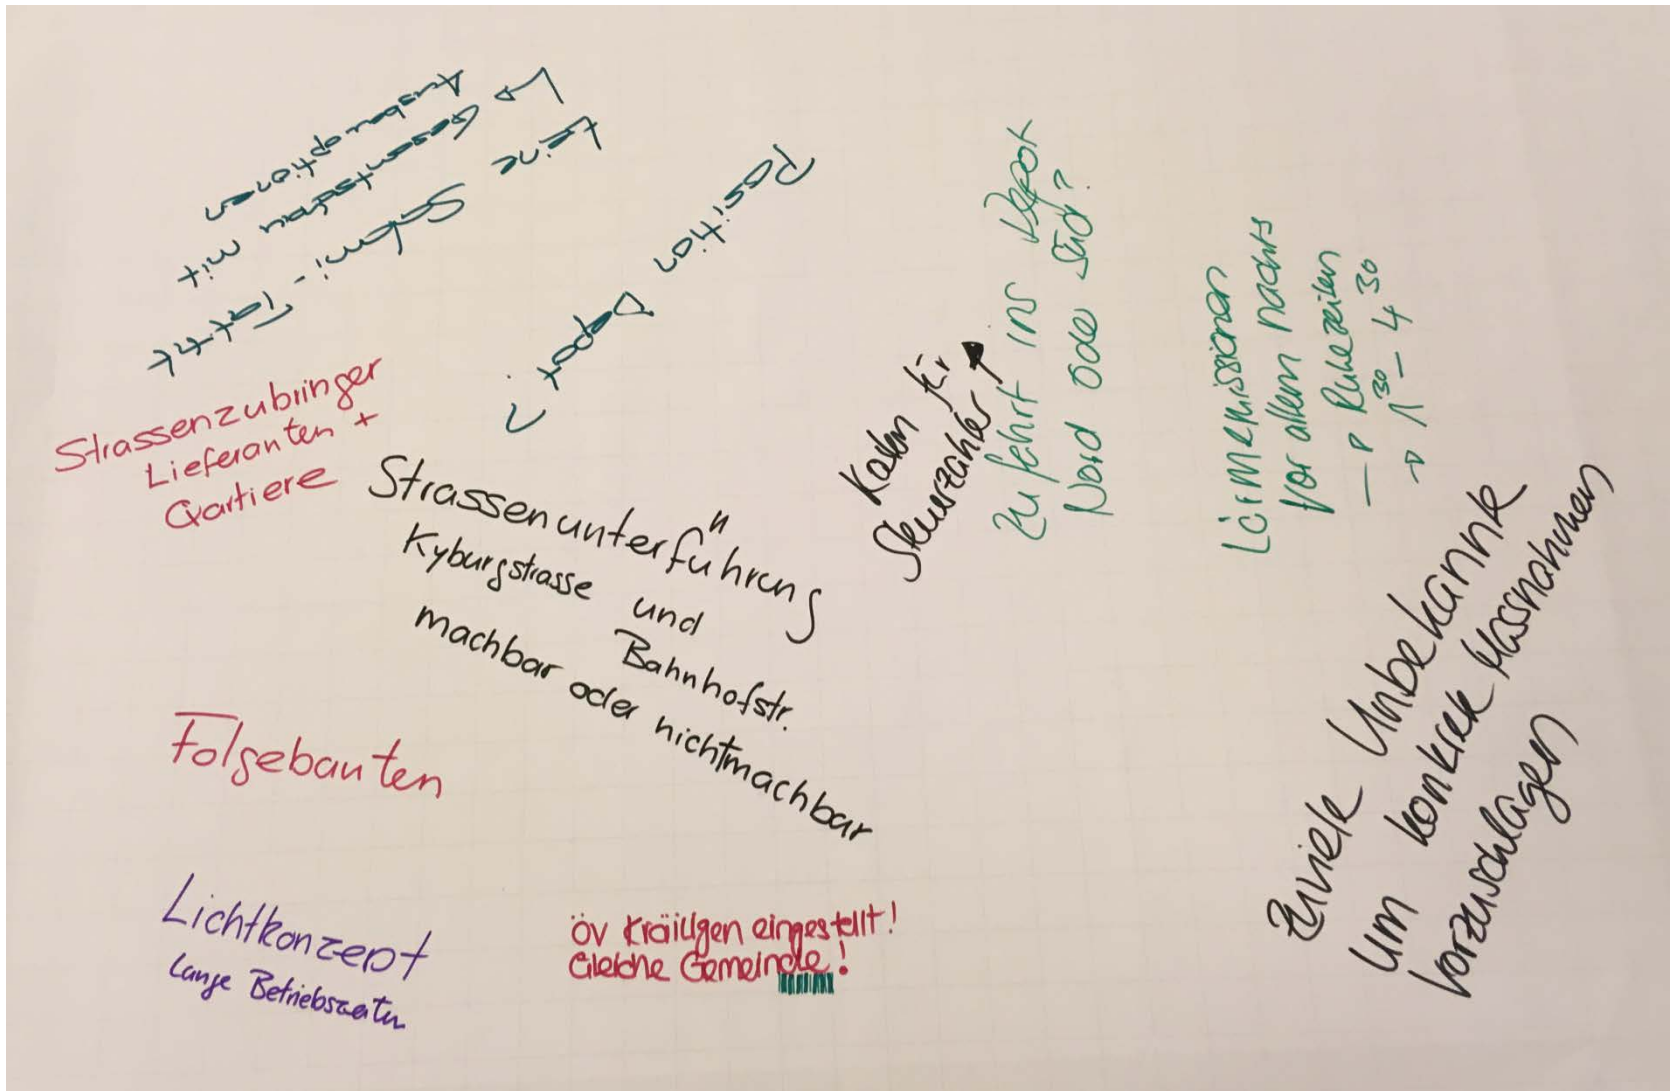 Keine Salami-Taktik
↳ Gesamtschau mit
Ausbauoptionen
Position Depot?
Strassenzubringer
Lieferanten +
Qartiere
Strassenunterführung
Kyburgstrasse und
Bahnhofstr.
machbar oder nichtmachbar
Kosten für
Steuerzahler
Zufehrt ins Depot
Nord oder Süd?
Lärmemissionen
vor allem nachts
→ Ruhezeiten
→ 1³⁰ – 4³⁰
Zuviele Unbekannte
um konkrete Massnahmen
vorzuschlagen
Folgebauten
Lichtkonzept
Lange Betriebszeiten
öv Kräiligen eingestellt!
Gleiche Gemeinde!